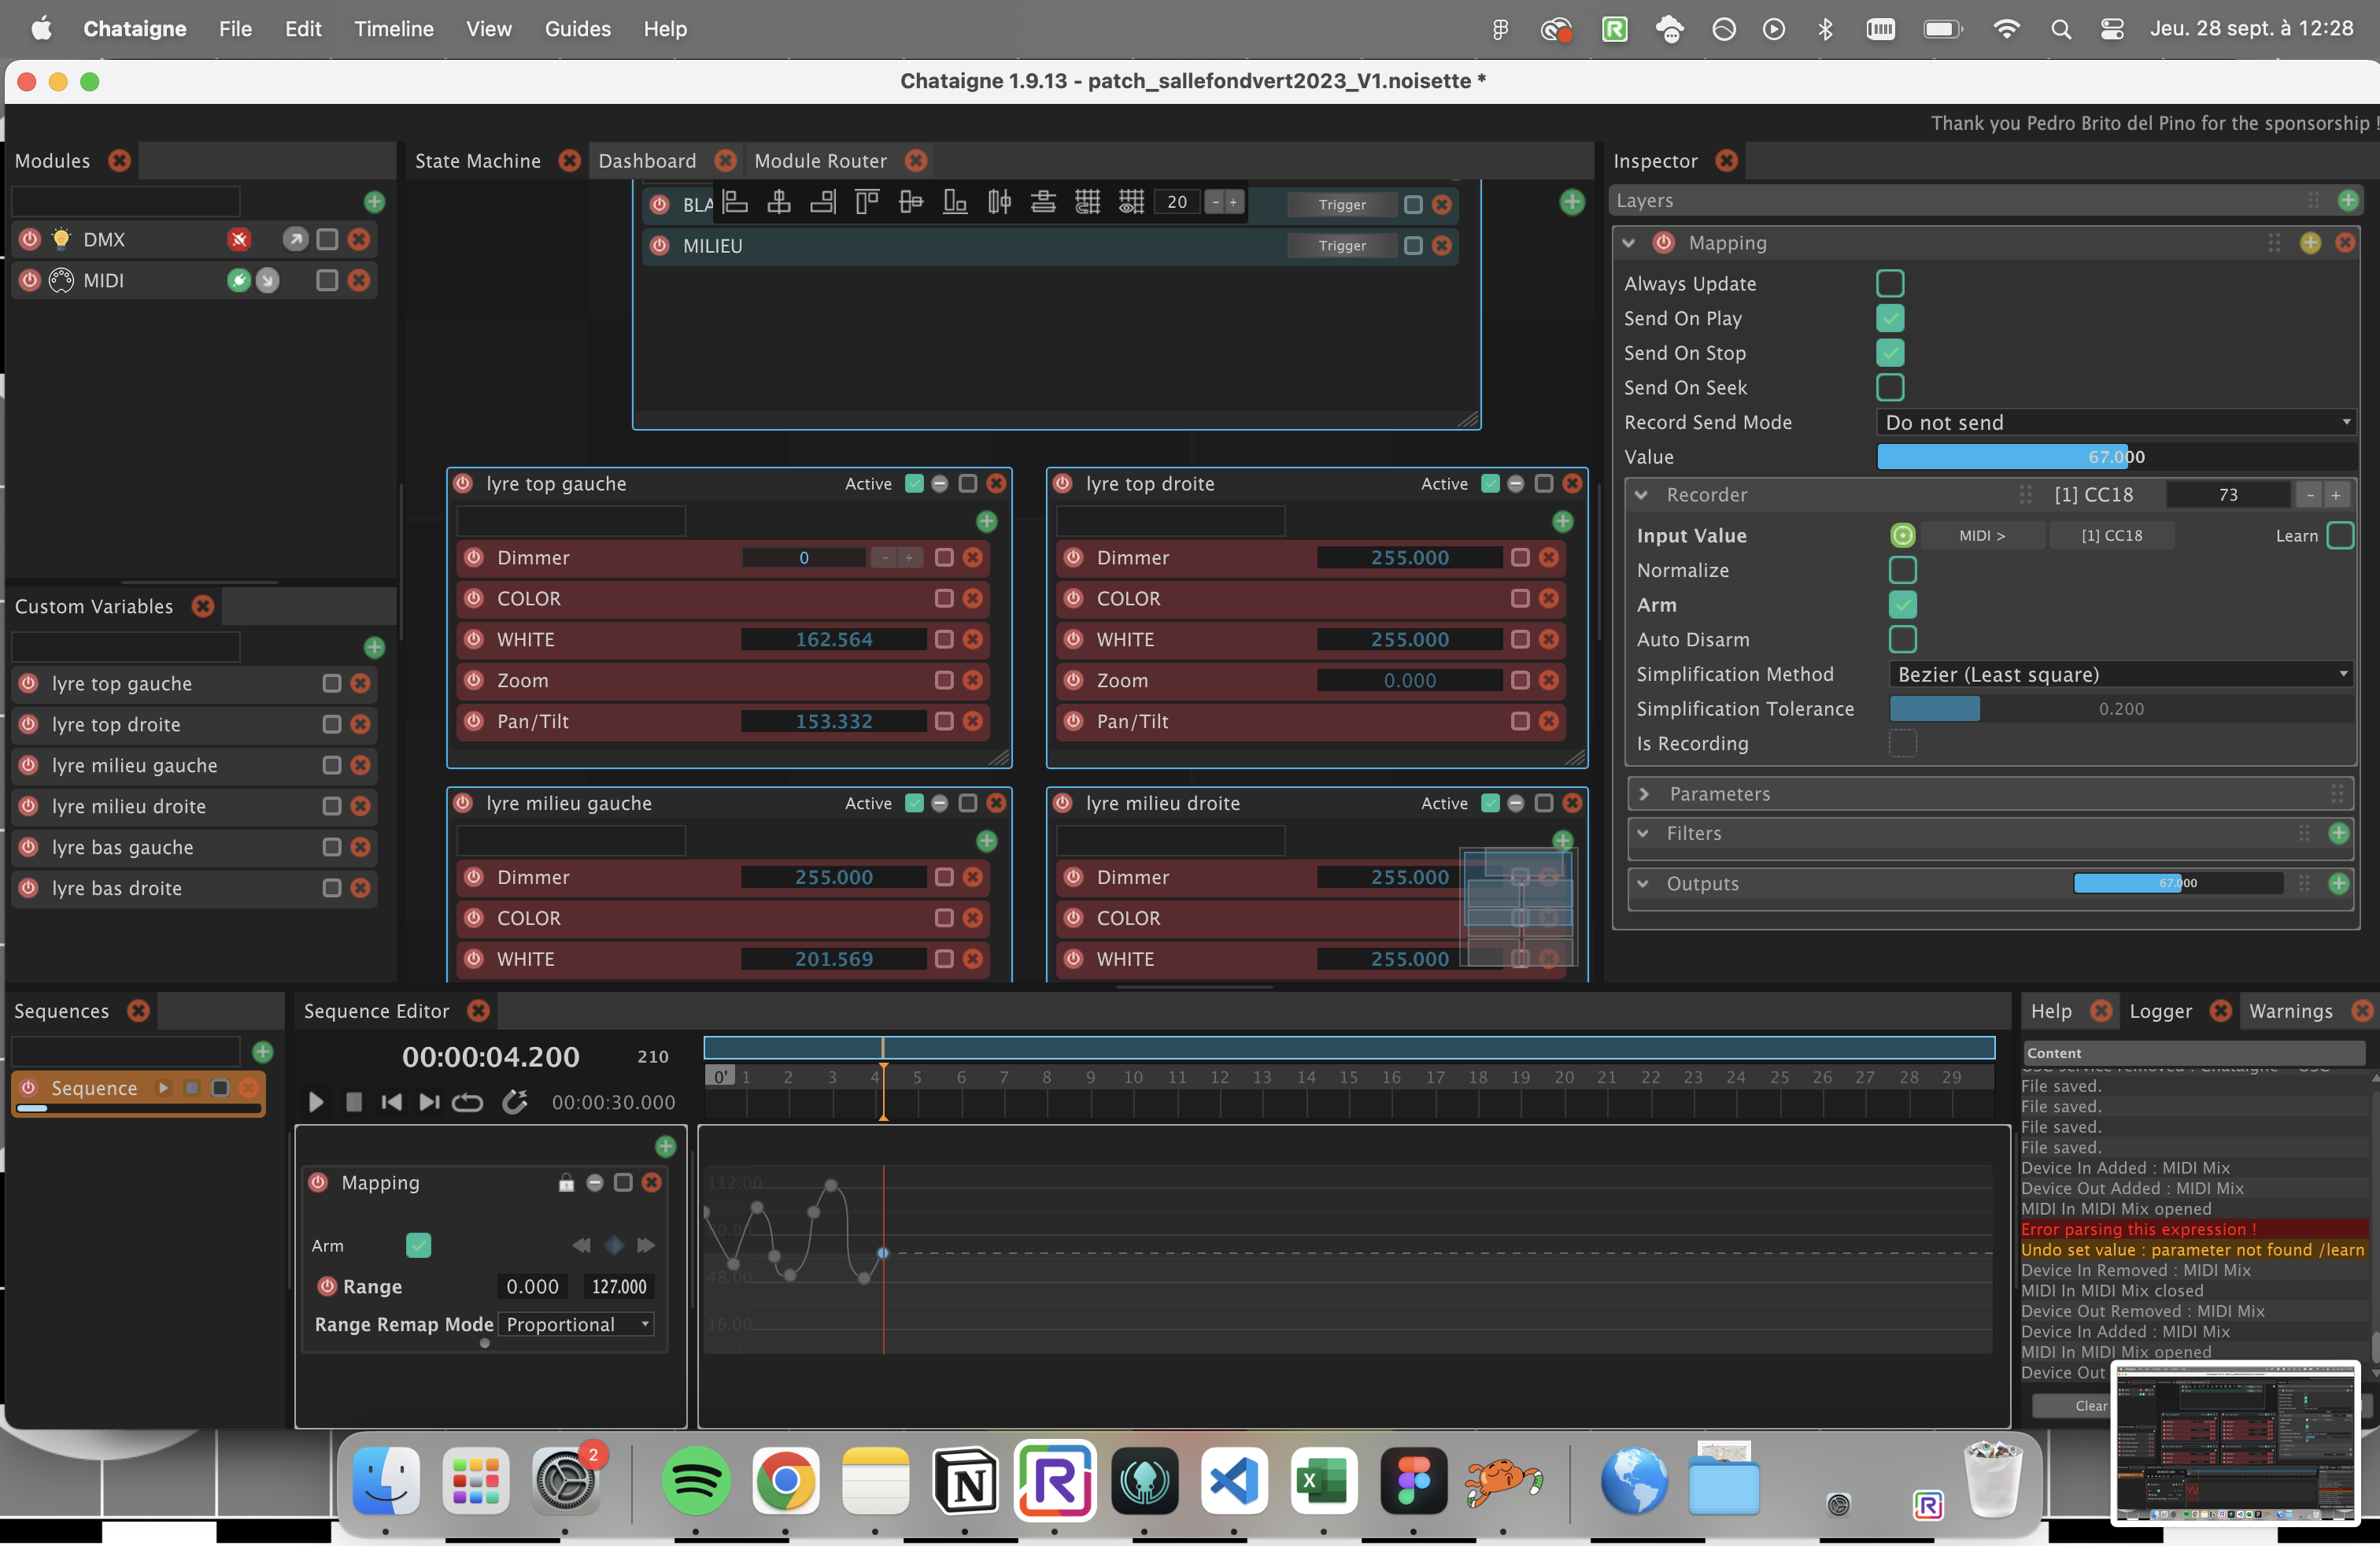 Chataigne File Edit Timeline View Guides Help
Jeu. 28 sept. à 12:28
Chataigne 1.9.13 - patch_sallefondvert2023_V1.noisette *
Thank you Pedro Brito del Pino for the sponsorship !
Modules
DMX
MIDI
Custom Variables
lyre top gauche
lyre top droite
lyre milieu gauche
lyre milieu droite
lyre bas gauche
lyre bas droite
State Machine
Dashboard
Module Router
20 - +
BLA Trigger
MILIEU Trigger
lyre top gauche Active
Dimmer 0 - +
COLOR
WHITE 162.564
Zoom
Pan/Tilt 153.332
lyre top droite Active
Dimmer 255.000
COLOR
WHITE 255.000
Zoom 0.000
Pan/Tilt
lyre milieu gauche Active
Dimmer 255.000
COLOR
WHITE 201.569
lyre milieu droite Active
Dimmer 255.000
COLOR
WHITE 255.000
Inspector
Layers
Mapping
Always Update
Send On Play
Send On Stop
Send On Seek
Record Send Mode Do not send
Value 67.000
Recorder [1] CC18 73 - +
Input Value MIDI > [1] CC18 Learn
Normalize
Arm
Auto Disarm
Simplification Method Bezier (Least square)
Simplification Tolerance 0.200
Is Recording
Parameters
Filters
Outputs 67.000
Sequences
Sequence
Sequence Editor
00:00:04.200 210
00:00:30.000
0' 1 2 3 4 5 6 7 8 9 10 11 12 13 14 15 16 17 18 19 20 21 22 23 24 25 26 27 28 29
Mapping
Arm
Range 0.000 127.000
Range Remap Mode Proportional
112.00
80.00
48.00
16.00
Help
Logger
Warnings
Content
OSC service removed : Chataigne - OSC
File saved.
File saved.
File saved.
File saved.
Device In Added : MIDI Mix
Device Out Added : MIDI Mix
MIDI In MIDI Mix opened
Error parsing this expression !
Undo set value : parameter not found /learn
Device In Removed : MIDI Mix
MIDI In MIDI Mix closed
Device Out Removed : MIDI Mix
Device In Added : MIDI Mix
MIDI In MIDI Mix opened
Device Out
Clear
2